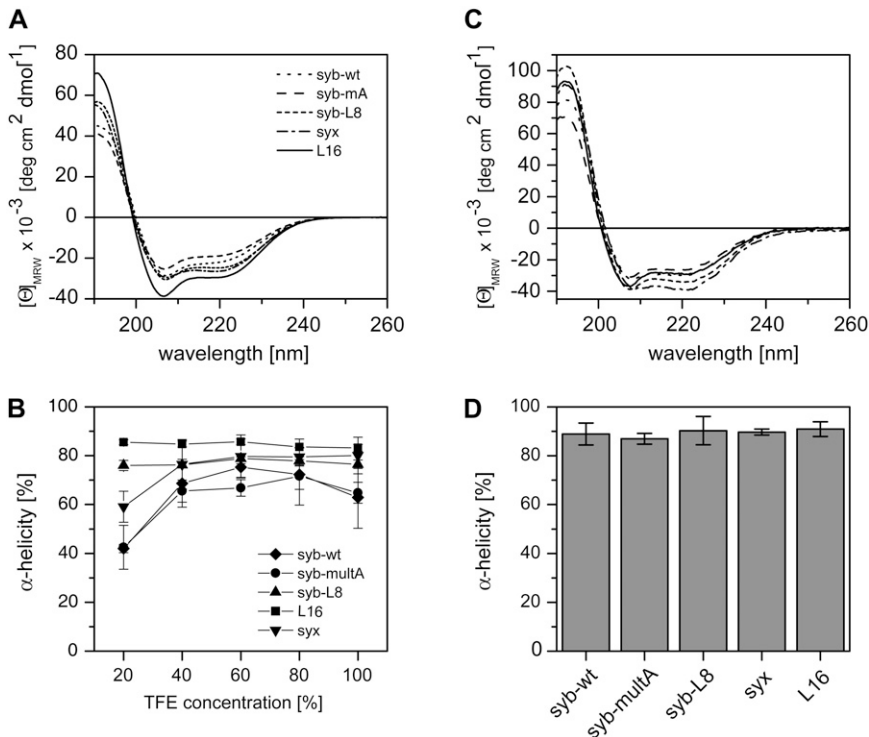 A
[Θ]MRW x 10-3 [deg cm2 dmol1]
80
60
40
20
0
-20
-40
syb-wt
syb-mA
syb-L8
syx
L16
200
220
240
260
wavelength [nm]
C
[Θ]MRW x 10-3 [deg cm2 dmol1]
100
80
60
40
20
0
-20
-40
200
220
240
260
wavelength [nm]
B
α-helicity [%]
100
80
60
40
20
0
syb-wt
syb-multA
syb-L8
L16
syx
20
40
60
80
100
TFE concentration [%]
D
α-helicity [%]
100
80
60
40
20
0
syb-wt
syb-multA
syb-L8
syx
L16